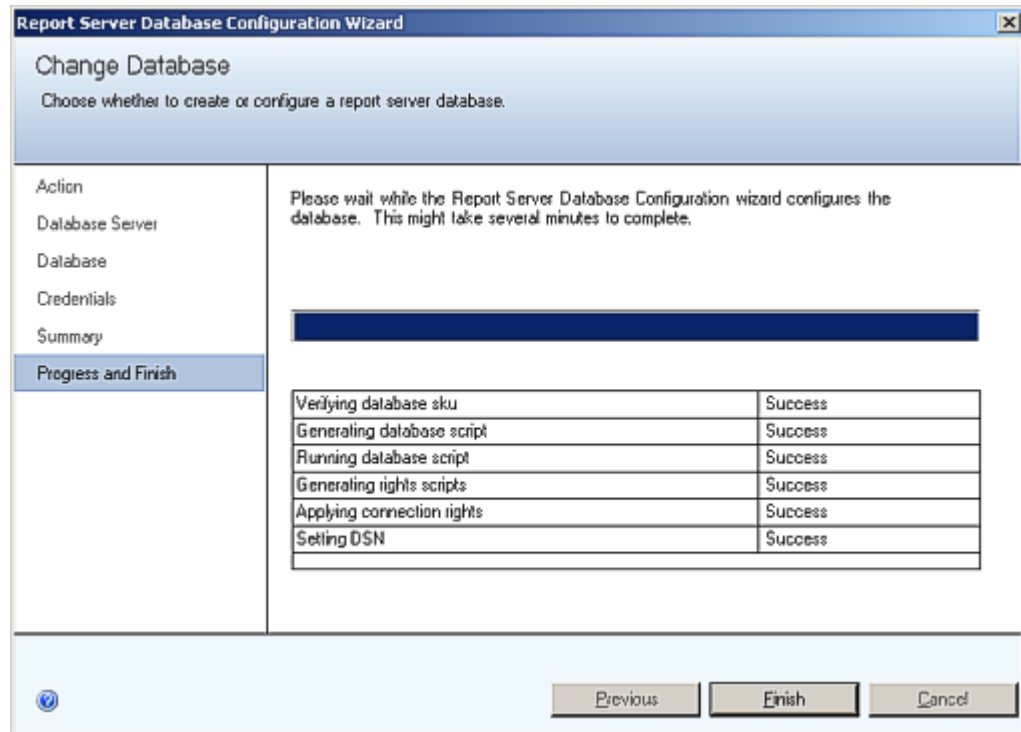 Report Server Database Configuration Wizard
Change Database
Choose whether to create or configure a report server database.
Action
Database Server
Database
Credentials
Summary
Progress and Finish
Please wait while the Report Server Database Configuration wizard configures the
database. This might take several minutes to complete.
Verifying database sku Success
Generating database script Success
Running database script Success
Generating rights scripts Success
Applying connection rights Success
Setting DSN Success
Previous Finish Cancel